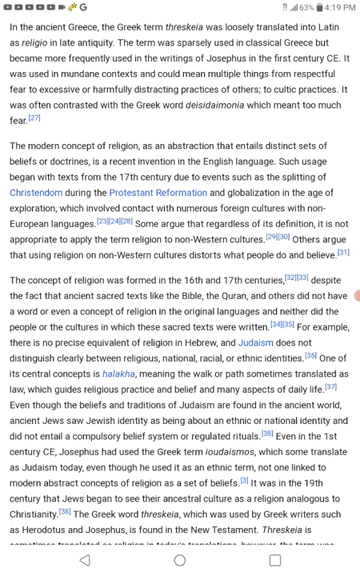 63% 4:19 PM
In the ancient Greece, the Greek term threskeia was loosely translated into Latin
as religio in late antiquity. The term was sparsely used in classical Greece but
became more frequently used in the writings of Josephus in the first century CE. It
was used in mundane contexts and could mean multiple things from respectful
fear to excessive or harmfully distracting practices of others; to cultic practices. It
was often contrasted with the Greek word deisidaimonia which meant too much
fear.[27]
The modern concept of religion, as an abstraction that entails distinct sets of
beliefs or doctrines, is a recent invention in the English language. Such usage
began with texts from the 17th century due to events such as the splitting of
Christendom during the Protestant Reformation and globalization in the age of
exploration, which involved contact with numerous foreign cultures with non-
European languages.[23][24][28] Some argue that regardless of its definition, it is not
appropriate to apply the term religion to non-Western cultures.[29][30] Others argue
that using religion on non-Western cultures distorts what people do and believe.[31]
The concept of religion was formed in the 16th and 17th centuries,[32][33] despite
the fact that ancient sacred texts like the Bible, the Quran, and others did not have
a word or even a concept of religion in the original languages and neither did the
people or the cultures in which these sacred texts were written.[34][35] For example,
there is no precise equivalent of religion in Hebrew, and Judaism does not
distinguish clearly between religious, national, racial, or ethnic identities.[36] One of
its central concepts is halakha, meaning the walk or path sometimes translated as
law, which guides religious practice and belief and many aspects of daily life.[37]
Even though the beliefs and traditions of Judaism are found in the ancient world,
ancient Jews saw Jewish identity as being about an ethnic or national identity and
did not entail a compulsory belief system or regulated rituals.[38] Even in the 1st
century CE, Josephus had used the Greek term ioudaismos, which some translate
as Judaism today, even though he used it as an ethnic term, not one linked to
modern abstract concepts of religion as a set of beliefs.[3] It was in the 19th
century that Jews began to see their ancestral culture as a religion analogous to
Christianity.[38] The Greek word threskeia, which was used by Greek writers such
as Herodotus and Josephus, is found in the New Testament. Threskeia is
sometimes translated as religion in today's translations, however, the term was